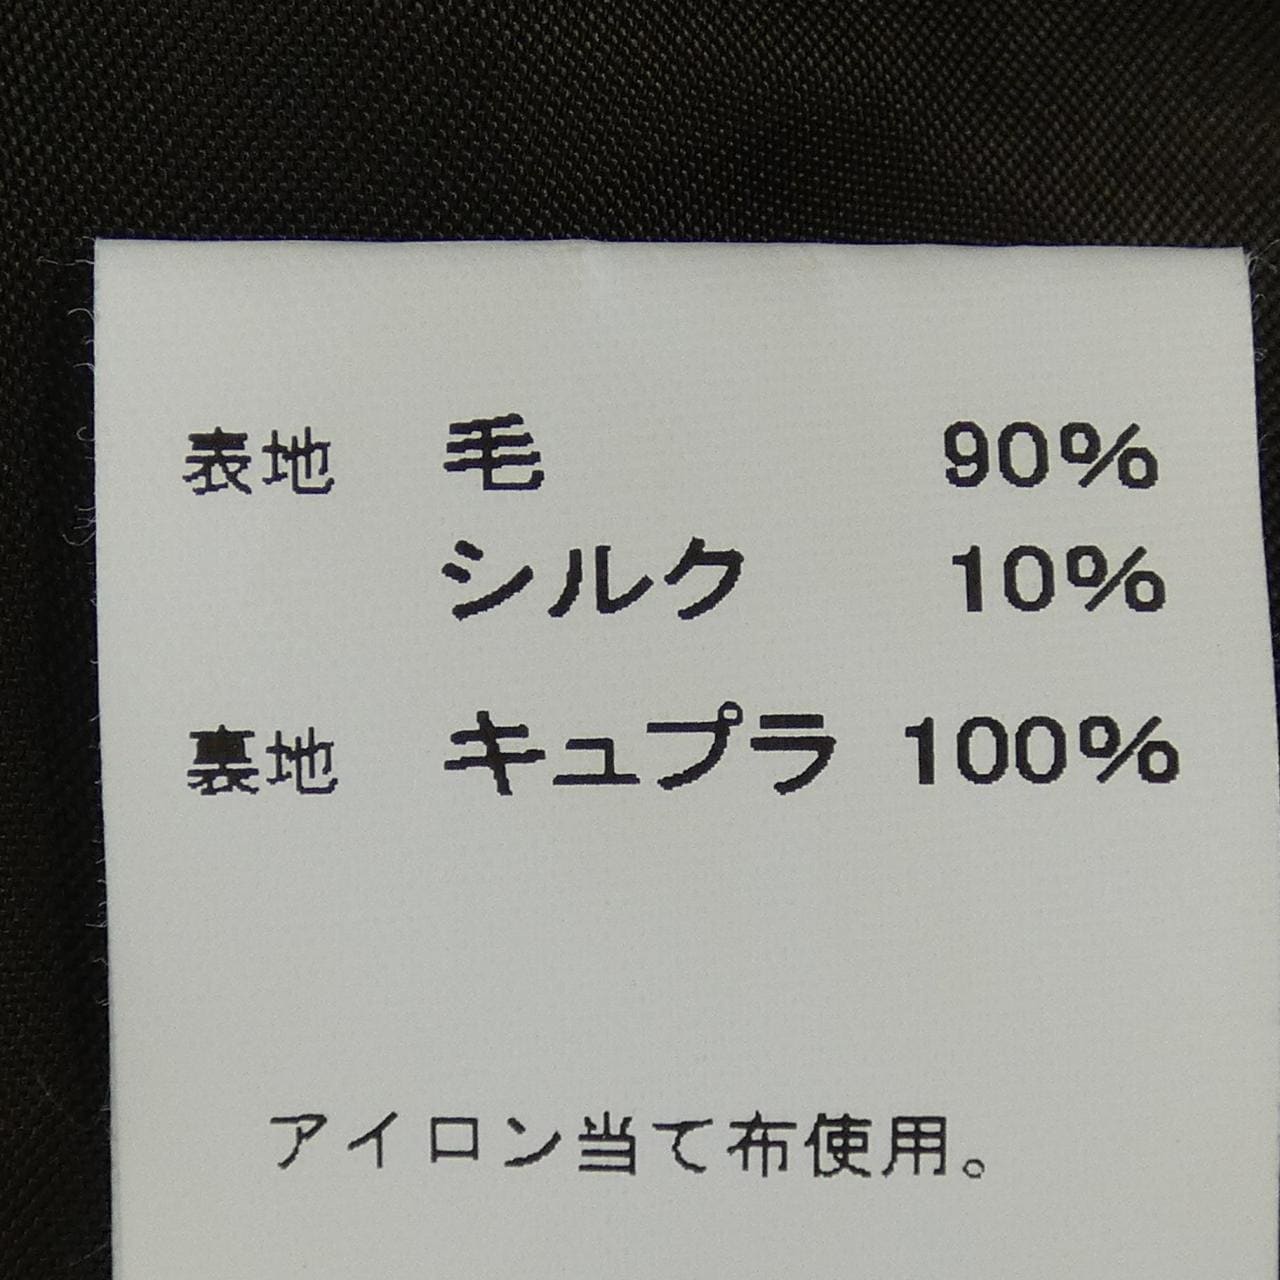 表地 毛 90%
シルク 10%
裏地 キュプラ 100%
アイロン当て布使用。